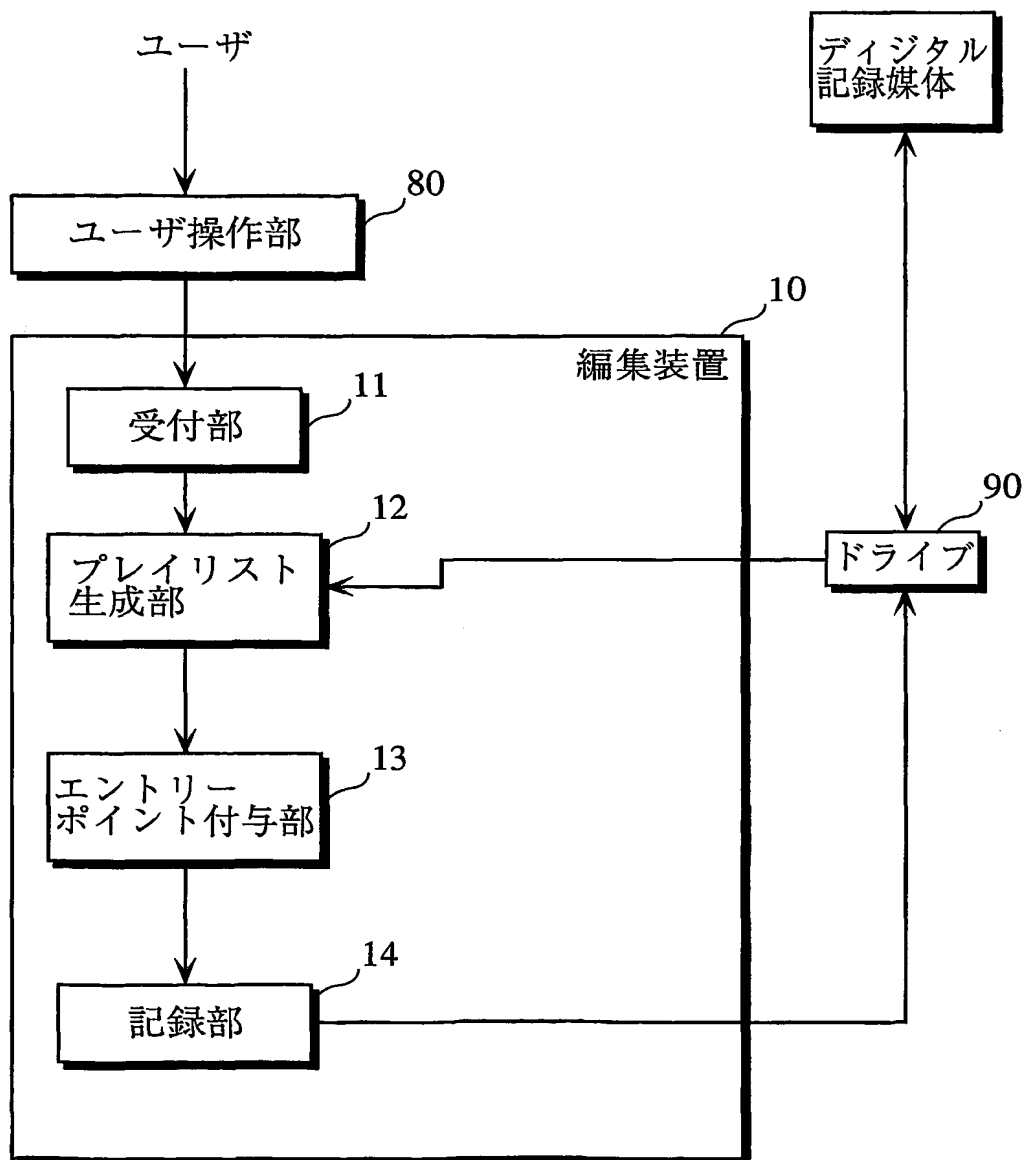 ユーザ
ディジタル
記録媒体
80
ユーザ操作部
10
編集装置
11
受付部
12
プレイリスト
生成部
90
ドライブ
13
エントリー
ポイント付与部
14
記録部